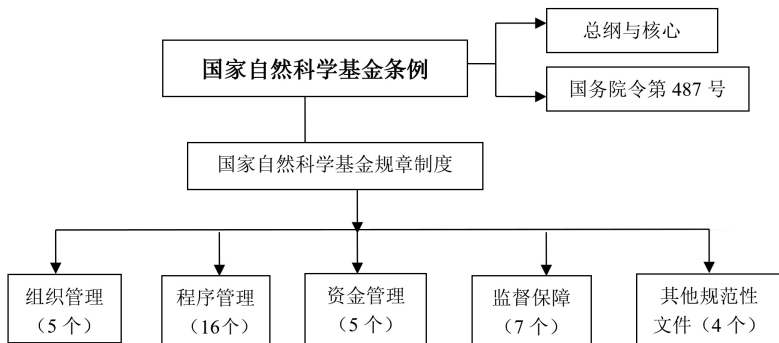 总纲与核心
国家自然科学基金条例
国务院令第 487 号
国家自然科学基金规章制度
组织管理
（5 个）
程序管理
（16个）
资金管理
（5 个）
监督保障
（7 个）
其他规范性
文件（4 个）